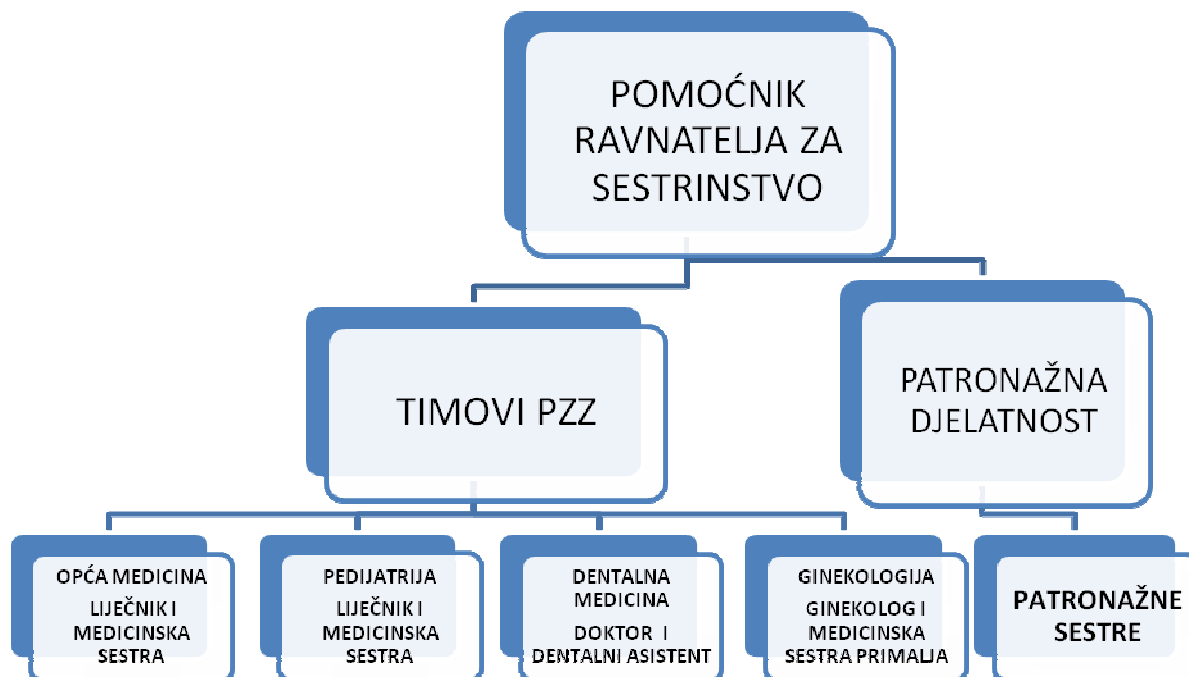 POMOĆNIK
RAVNATELJA ZA
SESTRINSTVO
TIMOVI PZZ
PATRONAŽNA
DJELATNOST
OPĆA MEDICINA
LIJEČNIK I
MEDICINSKA
SESTRA
PEDIJATRIJA
LIJEČNIK I
MEDICINSKA
SESTRA
DENTALNA
MEDICINA
DOKTOR I
DENTALNI ASISTENT
GINEKOLOGIJA
GINEKOLOG I
MEDICINSKA
SESTRA PRIMALJA
PATRONAŽNE
SESTRE